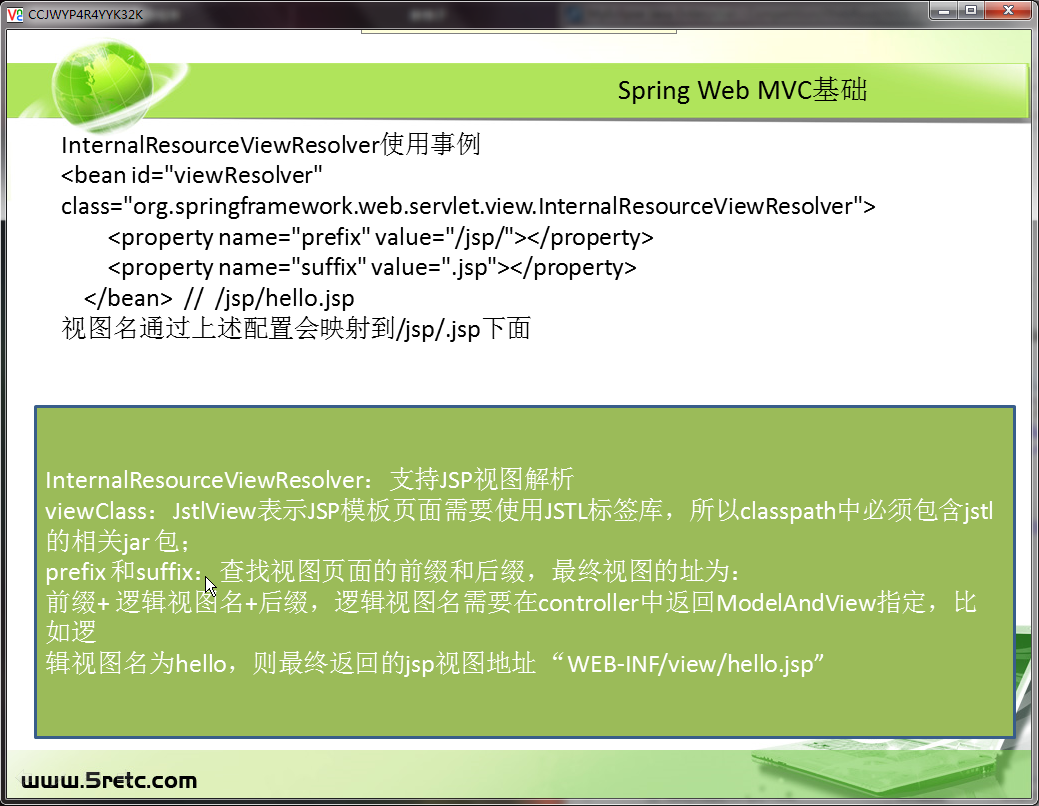 CCJWYP4R4YYK32K
Spring Web MVC基础
InternalResourceViewResolver使用事例
<bean id="viewResolver"
class="org.springframework.web.servlet.view.InternalResourceViewResolver">
<property name="prefix" value="/jsp/"></property>
<property name="suffix" value=".jsp"></property>
</bean> // /jsp/hello.jsp
视图名通过上述配置会映射到/jsp/.jsp下面
InternalResourceViewResolver：支持JSP视图解析
viewClass：JstlView表示JSP模板页面需要使用JSTL标签库，所以classpath中必须包含jstl
的相关jar 包；
prefix 和suffix：查找视图页面的前缀和后缀，最终视图的址为：
前缀+ 逻辑视图名+后缀，逻辑视图名需要在controller中返回ModelAndView指定，比
如逻
辑视图名为hello，则最终返回的jsp视图地址 “WEB-INF/view/hello.jsp”
www.5retc.com